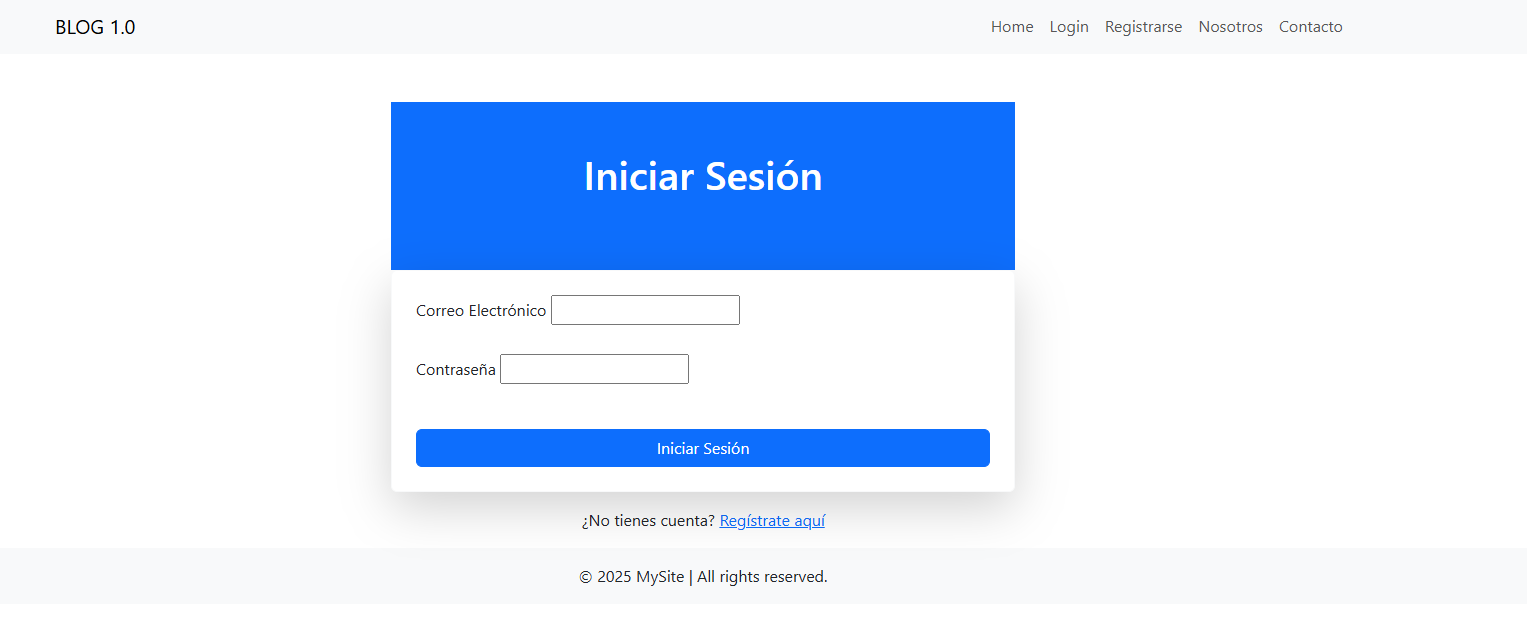 BLOG 1.0 Home Login Registrarse Nosotros Contacto
Iniciar Sesión
Correo Electrónico
Contraseña
Iniciar Sesión
¿No tienes cuenta? Regístrate aquí
© 2025 MySite | All rights reserved.